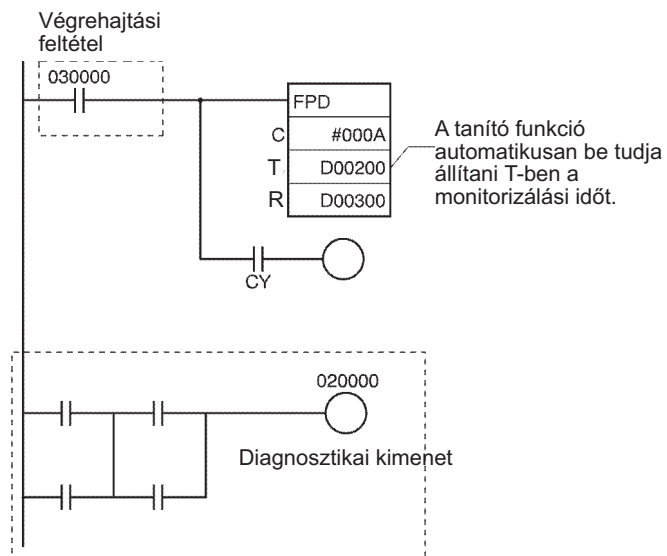 Végrehajtási
feltétel
030000
FPD
C #000A
T D00200
R D00300
A tanító funkció
automatikusan be tudja
állítani T-ben a
monitorizálási időt.
CY
020000
Diagnosztikai kimenet